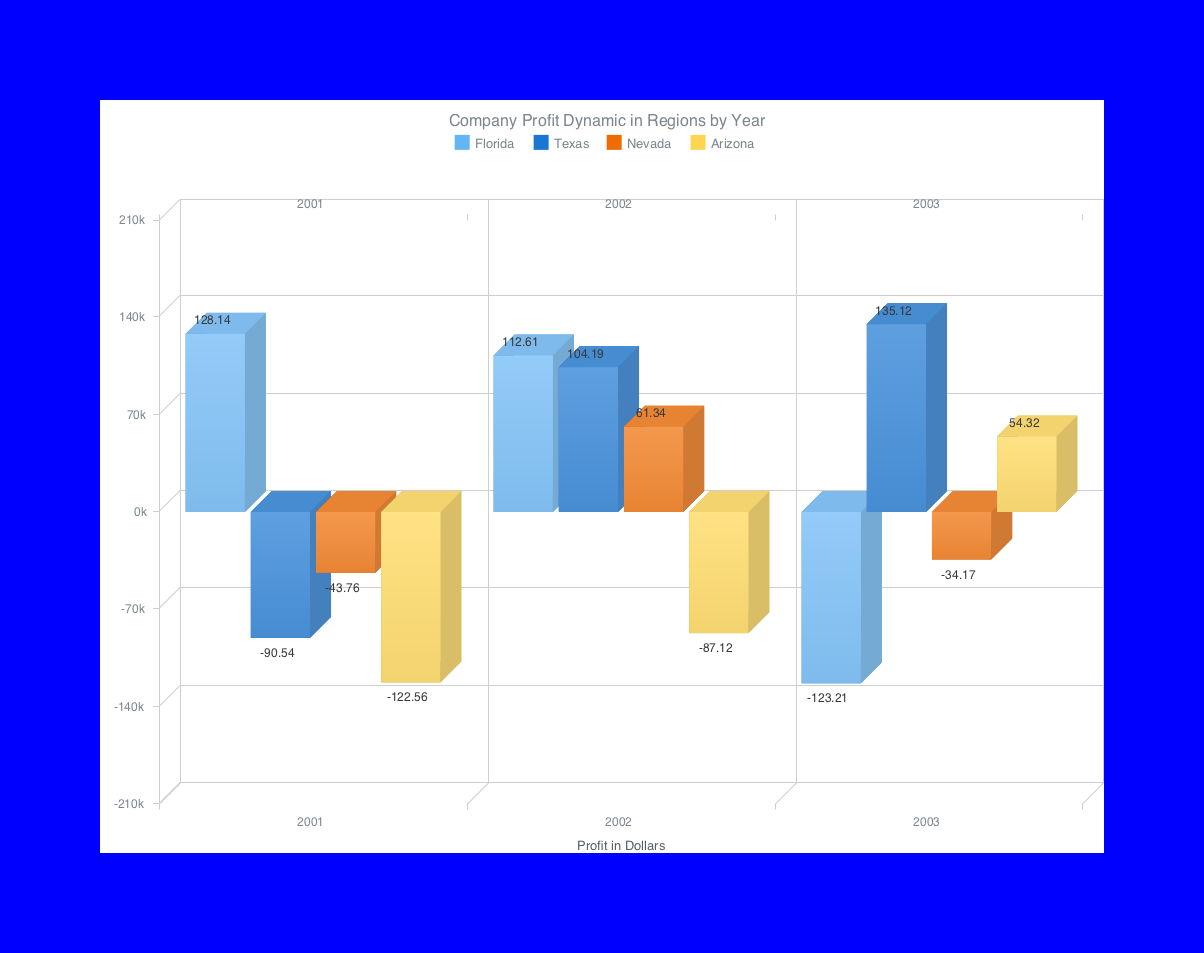 Company Profit Dynamic in Regions by Year
Florida Texas Nevada Arizona
2001 2002 2003
210k
140k
70k
0k
-70k
-140k
-210k
128.14
-90.54
-43.76
-122.56
112.61
104.19
61.34
-87.12
-123.21
135.12
-34.17
54.32
2001 2002 2003
Profit in Dollars